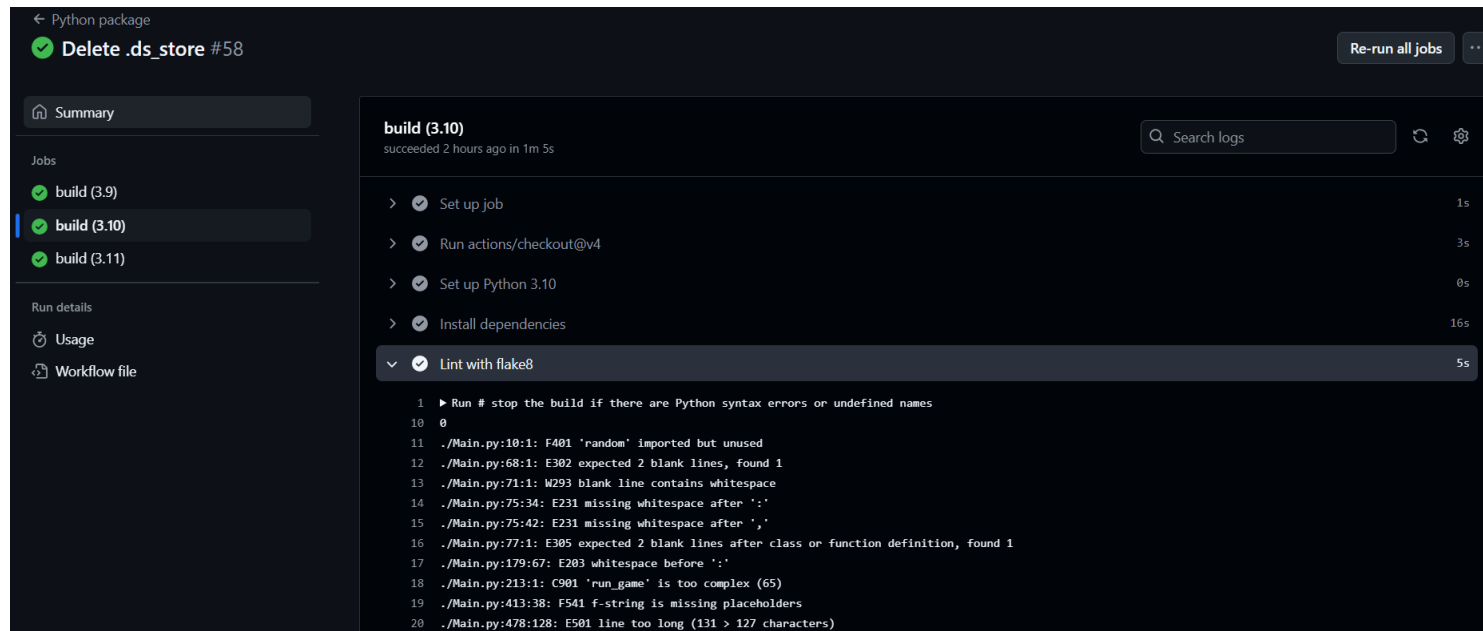 ← Python package
Delete .ds_store #58
Re-run all jobs
Summary
Jobs
build (3.9)
build (3.10)
build (3.11)
Run details
Usage
Workflow file
build (3.10)
succeeded 2 hours ago in 1m 5s
Search logs
Set up job 1s
Run actions/checkout@v4 3s
Set up Python 3.10 0s
Install dependencies 16s
Lint with flake8 5s
1 ▶ Run # stop the build if there are Python syntax errors or undefined names
10 0
11 ./Main.py:10:1: F401 'random' imported but unused
12 ./Main.py:68:1: E302 expected 2 blank lines, found 1
13 ./Main.py:71:1: W293 blank line contains whitespace
14 ./Main.py:75:34: E231 missing whitespace after ':'
15 ./Main.py:75:42: E231 missing whitespace after ','
16 ./Main.py:77:1: E305 expected 2 blank lines after class or function definition, found 1
17 ./Main.py:179:67: E203 whitespace before ':'
18 ./Main.py:213:1: C901 'run_game' is too complex (65)
19 ./Main.py:413:38: F541 f-string is missing placeholders
20 ./Main.py:478:128: E501 line too long (131 > 127 characters)